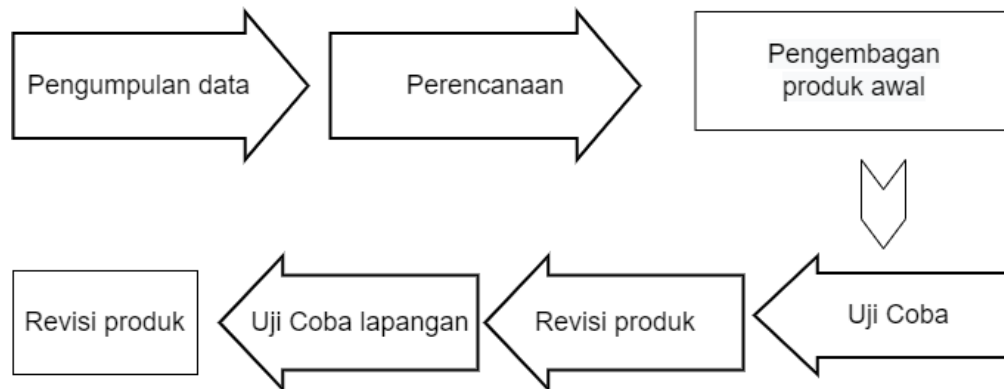 Pengumpulan data
Perencanaan
Pengembagan
produk awal
Uji Coba
Revisi produk
Uji Coba lapangan
Revisi produk